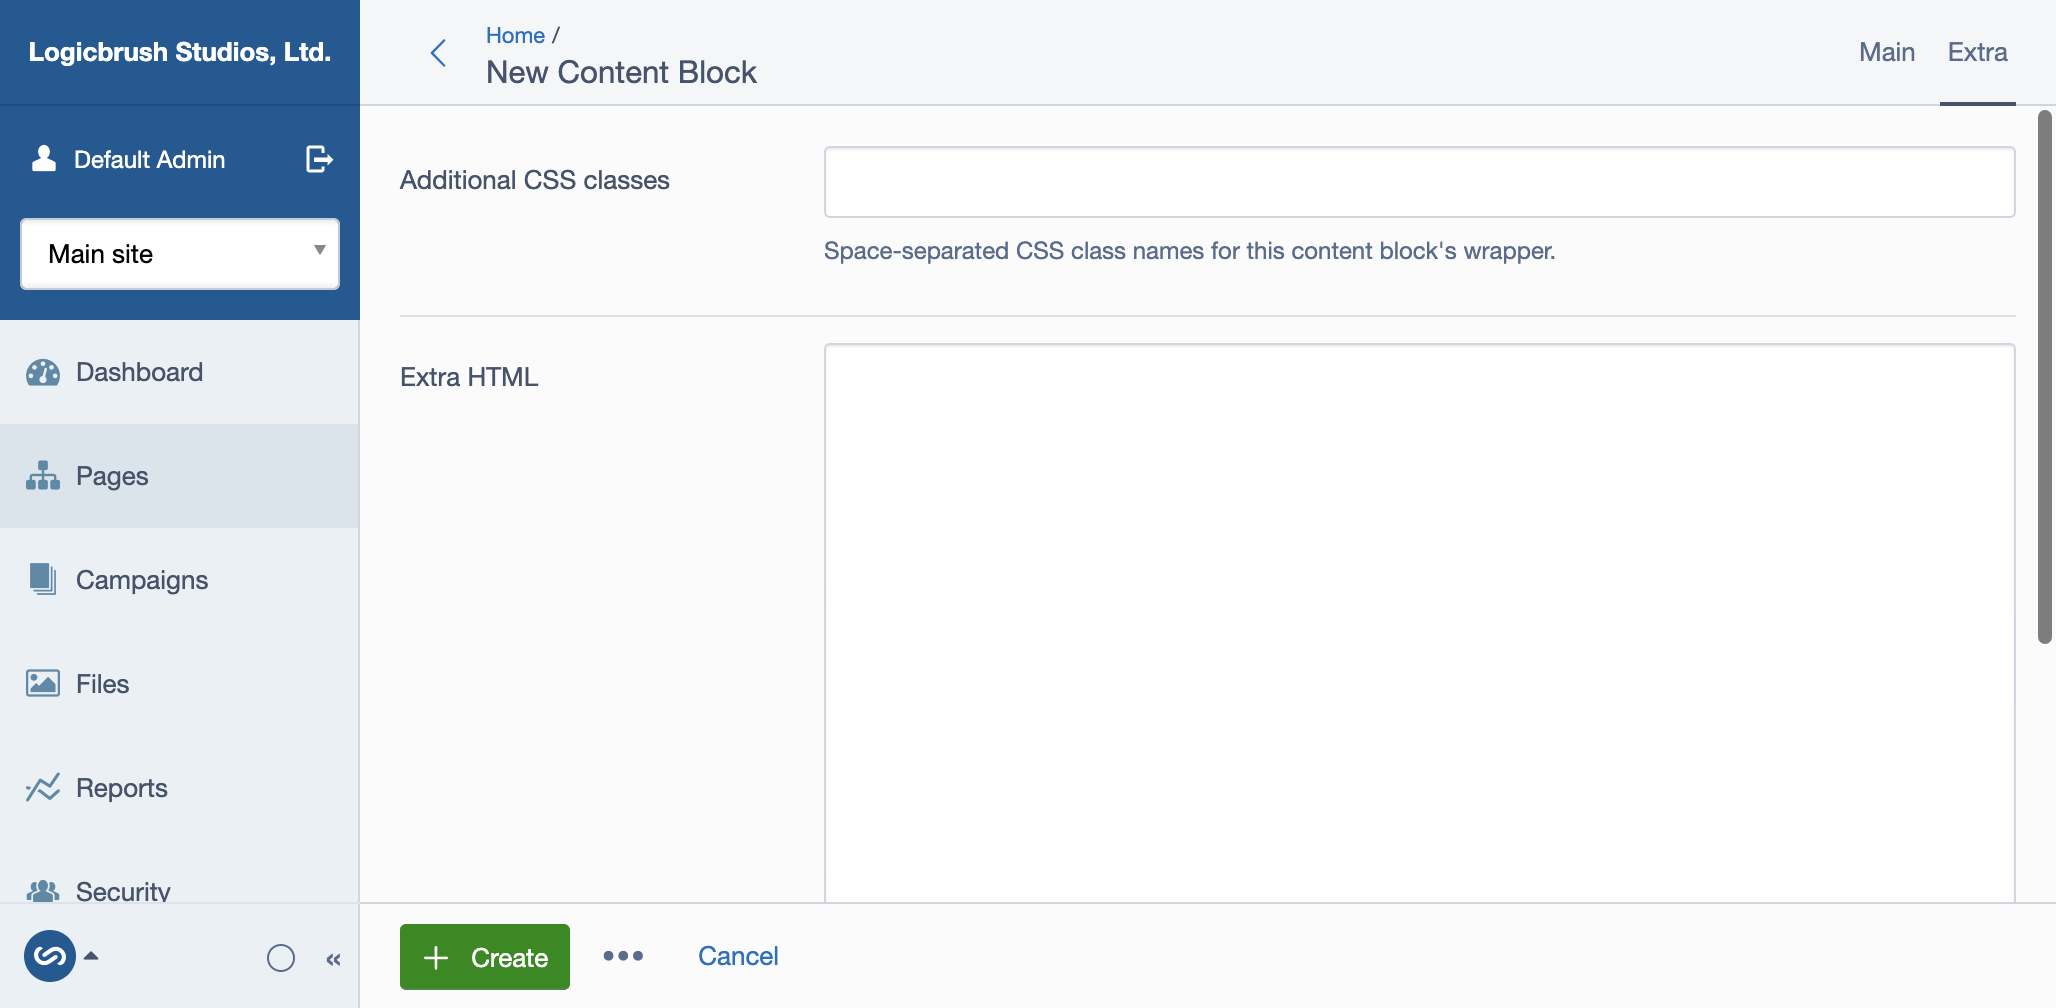 Logicbrush Studios, Ltd.
Default Admin
Main site
Dashboard
Pages
Campaigns
Files
Reports
Security
«
Home /
New Content Block
Main
Extra
Additional CSS classes
Space-separated CSS class names for this content block's wrapper.
Extra HTML
+ Create
•••
Cancel